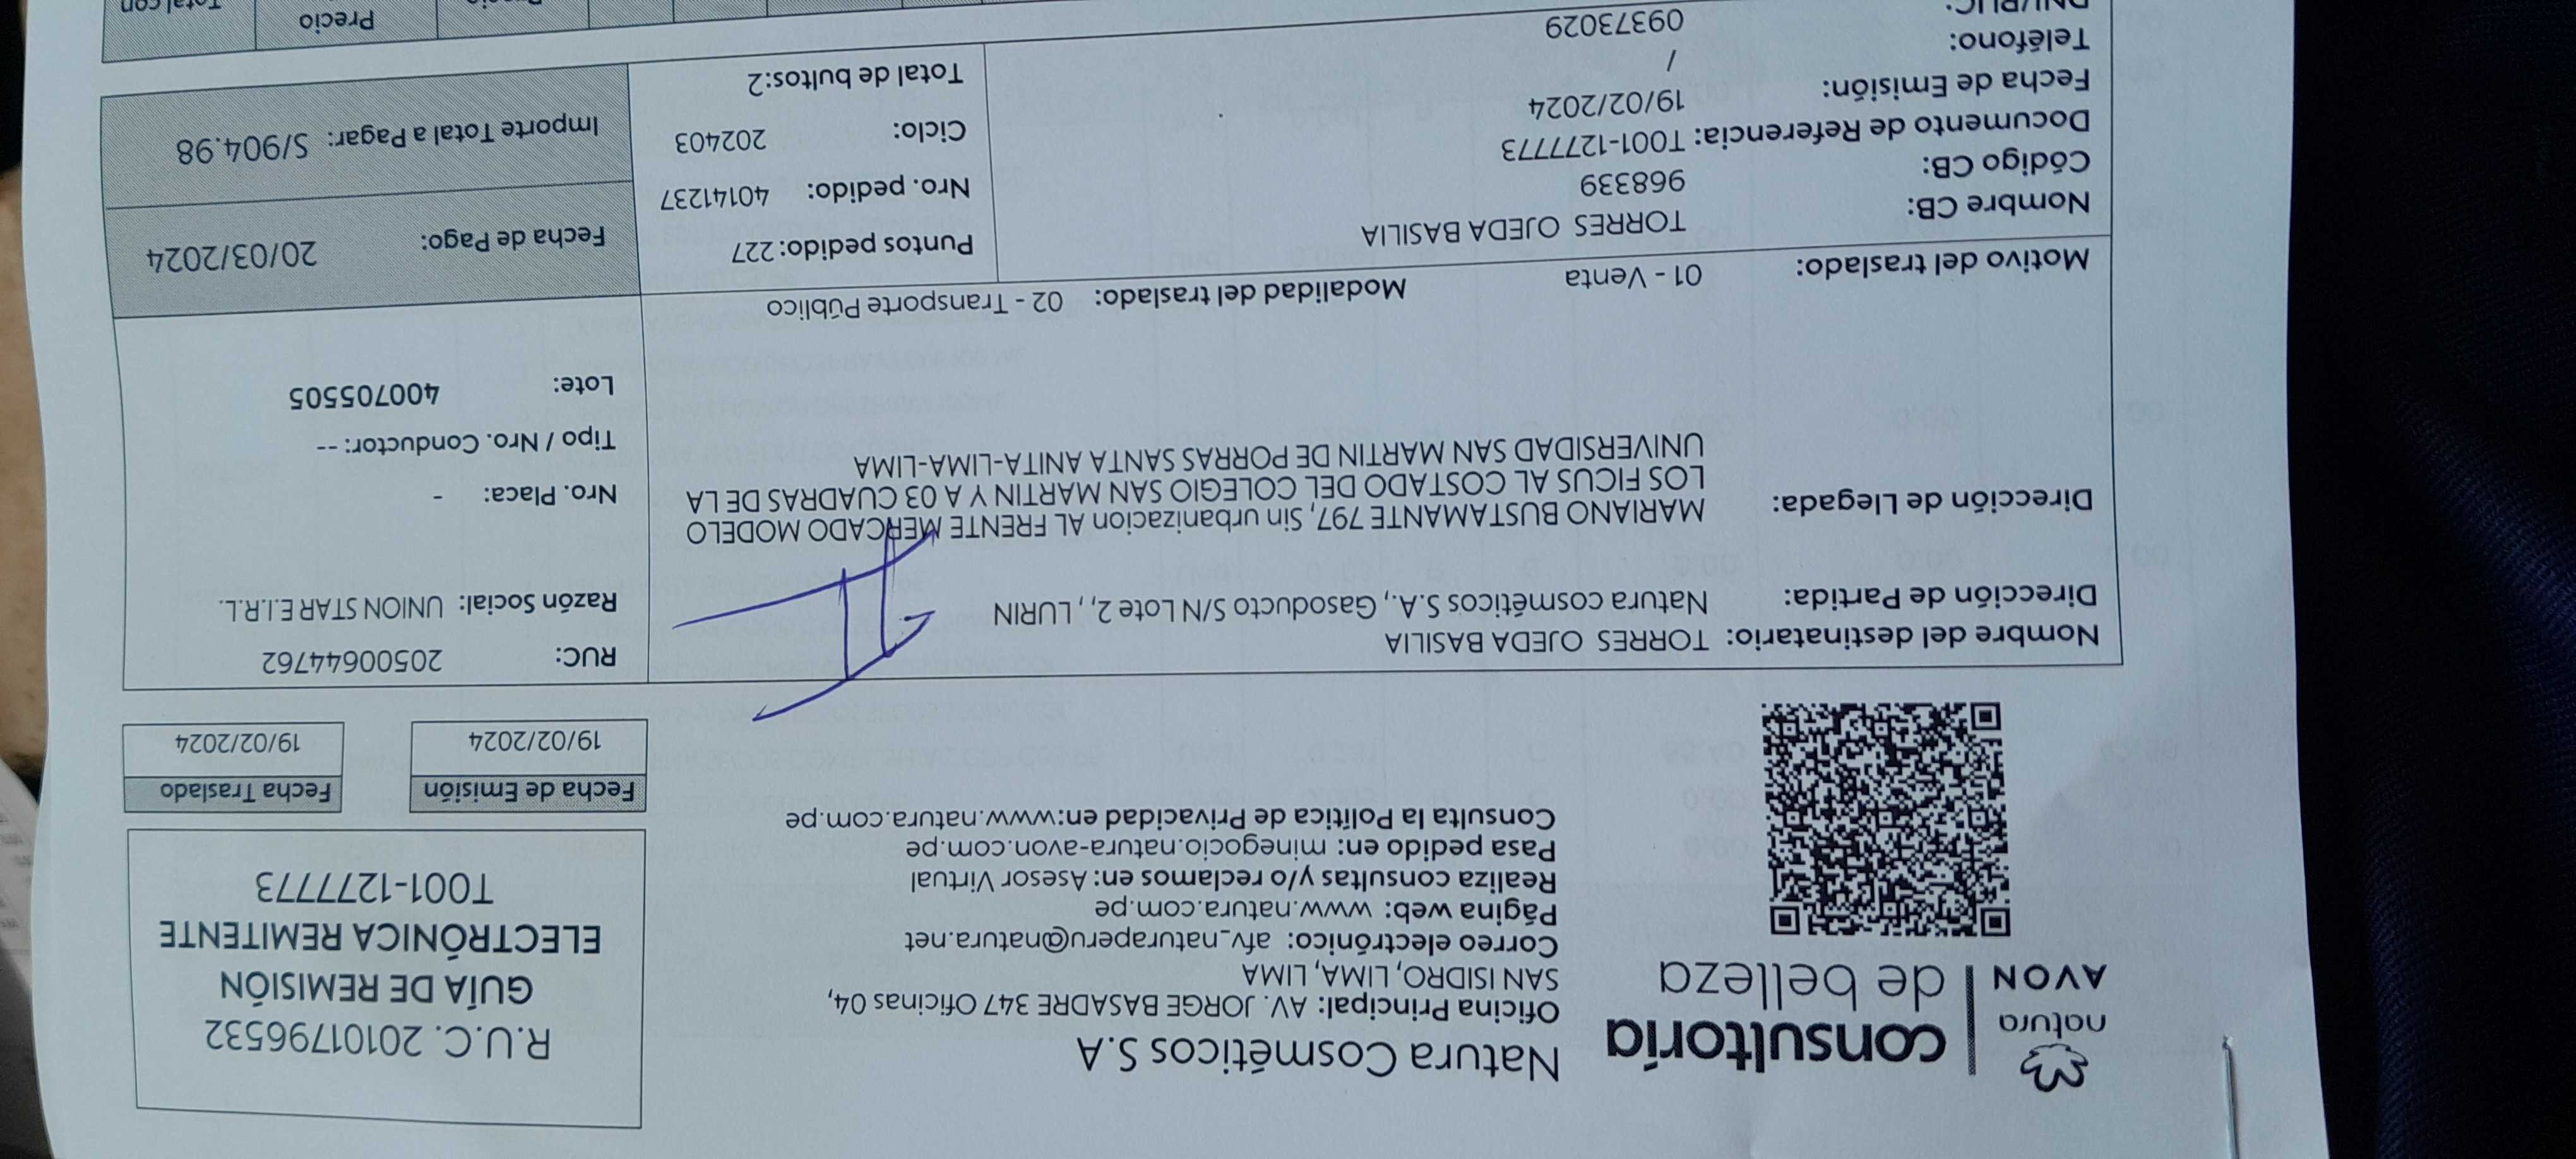 natura
AVON
consultoría
de belleza
Natura Cosméticos S.A
Oficina Principal: AV. JORGE BASADRE 347 Oficinas 04,
SAN ISIDRO, LIMA, LIMA
Correo electrónico: afv_naturaperu@natura.net
Página web: www.natura.com.pe
Realiza consultas y/o reclamos en: Asesor Virtual
Pasa pedido en: minegocio.natura-avon.com.pe
Consulta la Política de Privacidad en:www.natura.com.pe
R.U.C. 20101796532
GUÍA DE REMISIÓN
ELECTRÓNICA REMITENTE
T001-1277773
Fecha de Emisión
19/02/2024
Fecha Traslado
19/02/2024
Nombre del destinatario: TORRES OJEDA BASILIA
Dirección de Partida: Natura cosméticos S.A., Gasoducto S/N Lote 2, , LURIN
Dirección de Llegada: MARIANO BUSTAMANTE 797, Sin urbanizacion AL FRENTE MERCADO MODELO
LOS FICUS AL COSTADO DEL COLEGIO SAN MARTIN Y A 03 CUADRAS DE LA
UNIVERSIDAD SAN MARTIN DE PORRAS SANTA ANITA-LIMA-LIMA
RUC: 20500644762
Razón Social: UNION STAR E.I.R.L.
Nro. Placa: -
Tipo / Nro. Conductor: --
Lote: 400705505
Motivo del traslado: 01 - Venta Modalidad del traslado: 02 - Transporte Público
Nombre CB: TORRES OJEDA BASILIA
Código CB: 968339
Documento de Referencia: T001-1277773
Fecha de Emisión: 19/02/2024
Teléfono: /
DNI/RUC: 09373029
Puntos pedido: 227
Nro. pedido: 40141237
Ciclo: 202403
Total de bultos:2
Fecha de Pago: 20/03/2024
Importe Total a Pagar: S/904.98
Precio
Precio
Total con